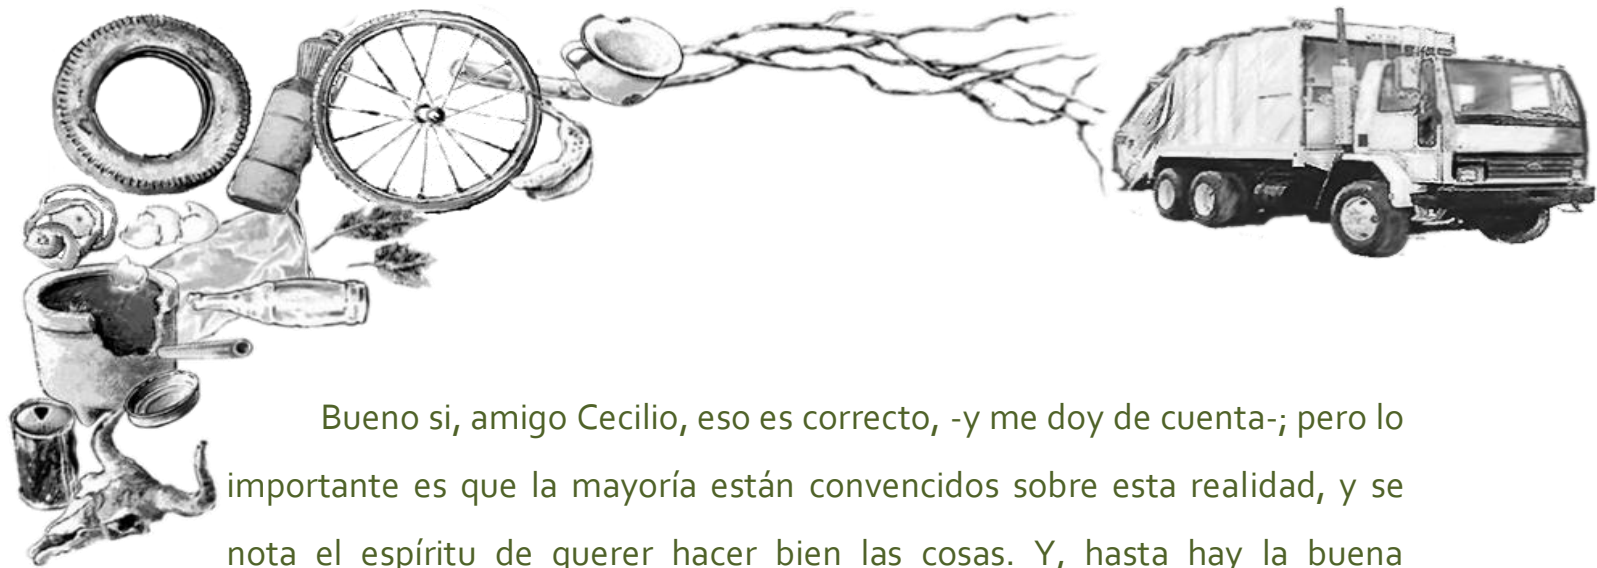 Bueno si, amigo Cecilio, eso es correcto, -y me doy de cuenta-; pero lo
importante es que la mayoría están convencidos sobre esta realidad, y se
nota el espíritu de querer hacer bien las cosas. Y, hasta hay la buena